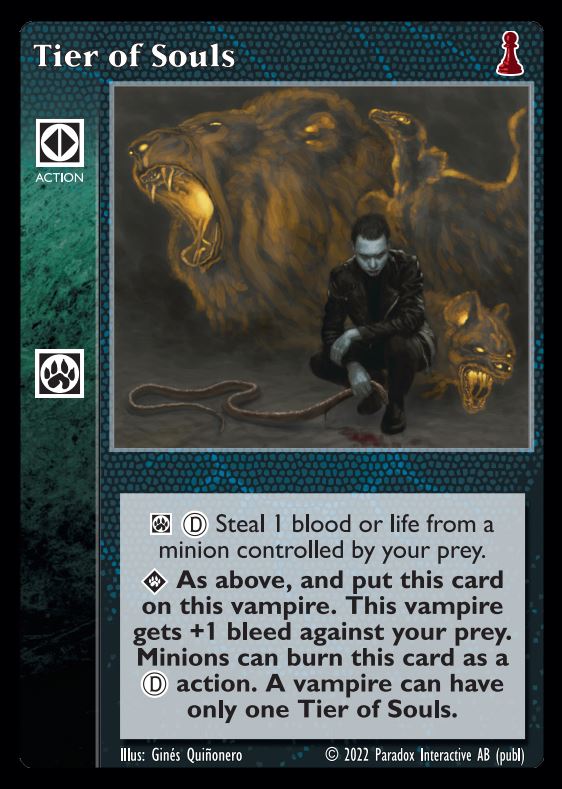 Tier of Souls
ACTION
D Steal 1 blood or life from a
minion controlled by your prey.
As above, and put this card
on this vampire. This vampire
gets +1 bleed against your prey.
Minions can burn this card as a
D action. A vampire can have
only one Tier of Souls.
Illus: Ginés Quiñonero © 2022 Paradox Interactive AB (publ)